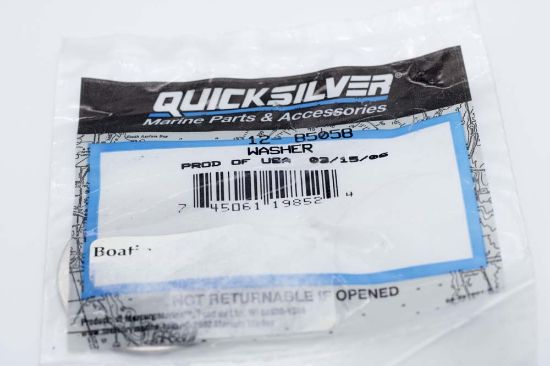 QUICKSILVER®
Marine Parts & Accessories
12- 85058
WASHER
PROD OF USA 03/15/06
7 45061 19852 4
Boati
NOT RETURNABLE IF OPENED